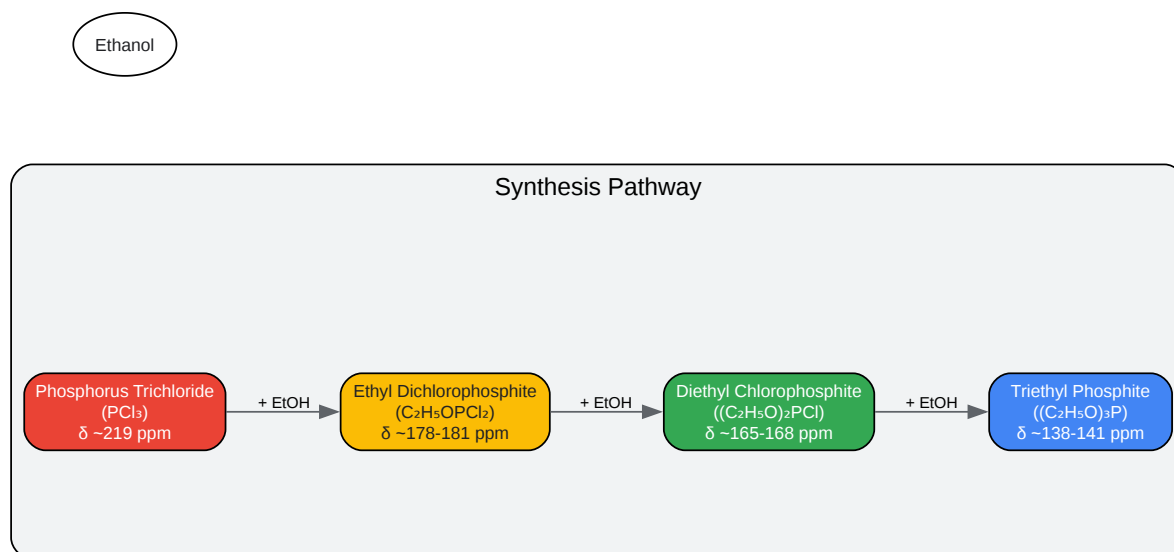 Ethanol
Synthesis Pathway
Phosphorus Trichloride
(PCl₃)
δ ~219 ppm
+ EtOH
Ethyl Dichlorophosphite
(C₂H₅OPCl₂)
δ ~178-181 ppm
+ EtOH
Diethyl Chlorophosphite
((C₂H₅O)₂PCl)
δ ~165-168 ppm
+ EtOH
Triethyl Phosphite
((C₂H₅O)₃P)
δ ~138-141 ppm